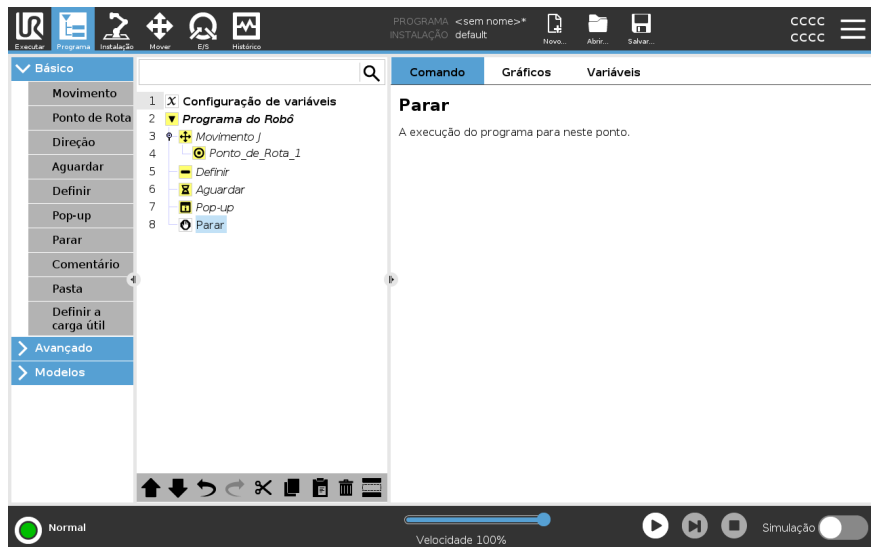 PROGRAMA <sem nome>*
INSTALAÇÃO default
Executar Programa Instalação Mover E/S Histórico
Novo... Abrir... Salvar...
CCCC
CCCC
Básico
Movimento
Ponto de Rota
Direção
Aguardar
Definir
Pop-up
Parar
Comentário
Pasta
Definir a
carga útil
Avançado
Modelos
1 X Configuração de variáveis
2 Programa do Robô
3 Movimento J
4 Ponto_de_Rota_1
5 Definir
6 Aguardar
7 Pop-up
8 Parar
Comando Gráficos Variáveis
Parar
A execução do programa para neste ponto.
Normal
Velocidade 100%
Simulação